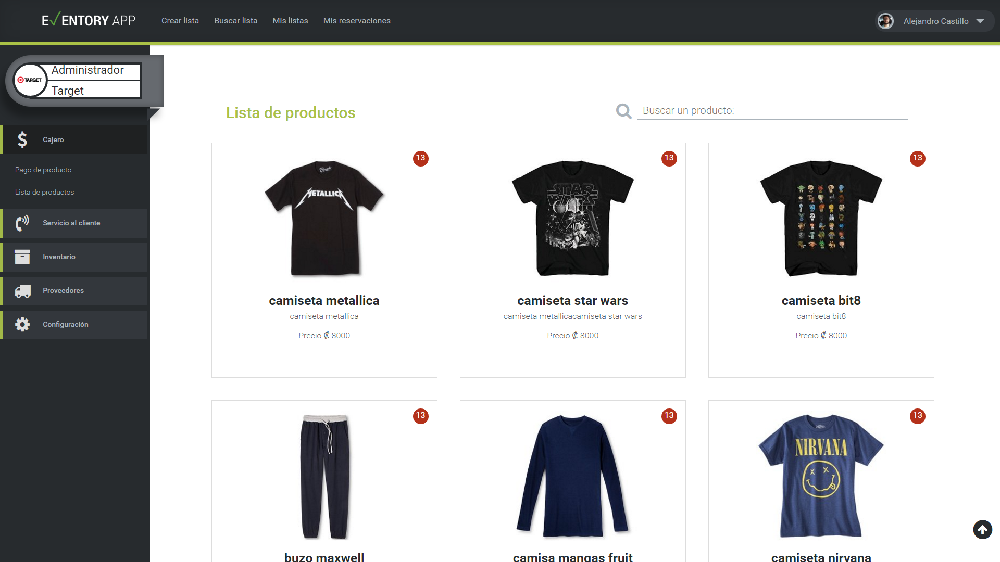 EVENTORY APP
Crear lista
Buscar lista
Mis listas
Mis reservaciones
Alejandro Castillo
TARGET
Administrador
Target
Cajero
Pago de producto
Lista de productos
Servicio al cliente
Inventario
Proveedores
Configuración
Lista de productos
Buscar un producto:
13
METALLICA
camiseta metallica
camiseta metallica
Precio ₡ 8000
13
STAR
WARS
camiseta star wars
camiseta metallicacamiseta star wars
Precio ₡ 8000
13
camiseta bit8
camiseta bit8
Precio ₡ 8000
13
buzo maxwell
13
camisa mangas fruit
13
NIRVANA
camiseta nirvana